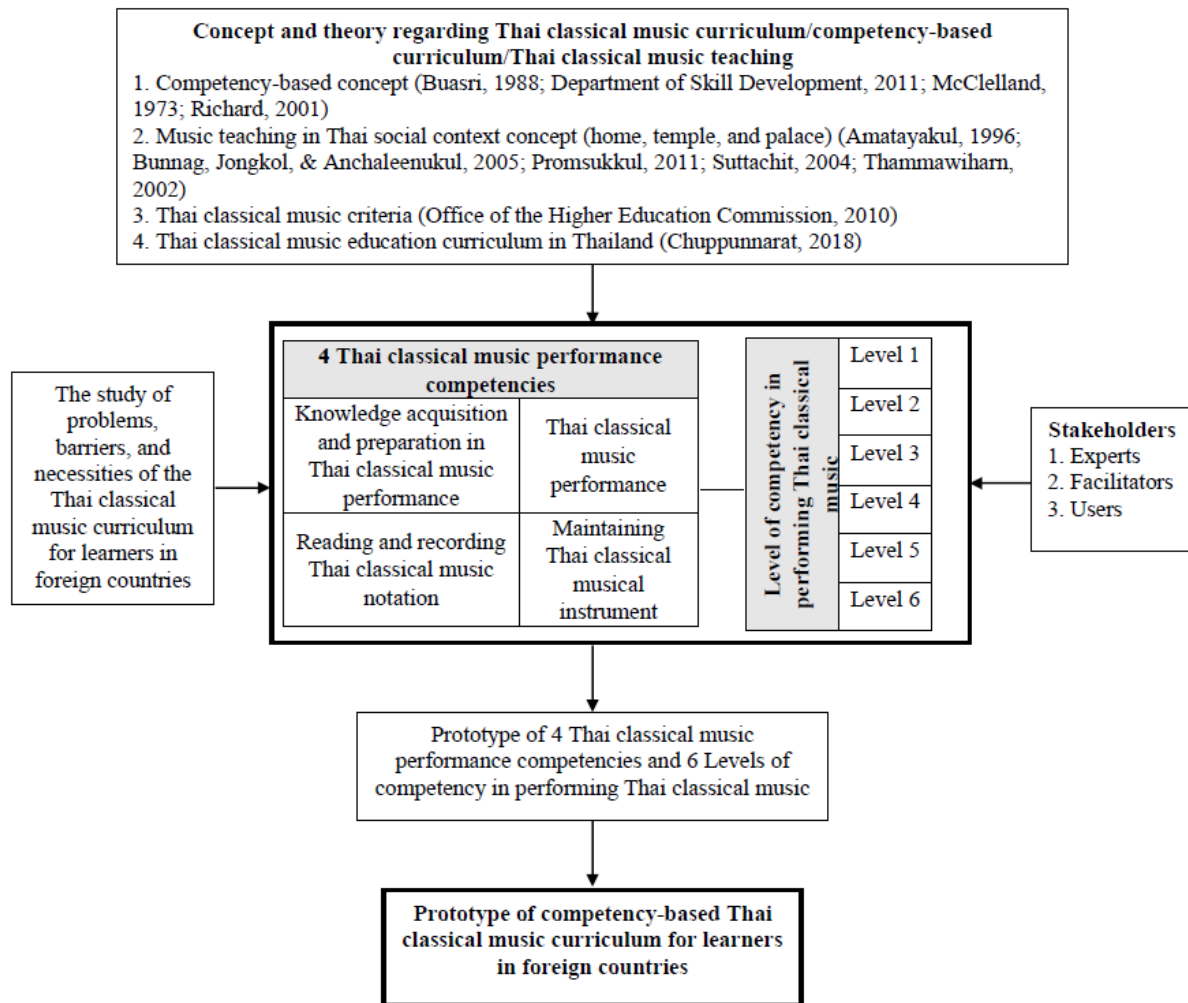 Concept and theory regarding Thai classical music curriculum/competency-based
curriculum/Thai classical music teaching
1. Competency-based concept (Buasri, 1988; Department of Skill Development, 2011; McClelland,
1973; Richard, 2001)
2. Music teaching in Thai social context concept (home, temple, and palace) (Amatayakul, 1996;
Bunnag, Jongkol, & Anchaleenukul, 2005; Promsukkul, 2011; Suttachit, 2004; Thammawiharn,
2002)
3. Thai classical music criteria (Office of the Higher Education Commission, 2010)
4. Thai classical music education curriculum in Thailand (Chuppunnarat, 2018)
The study of
problems,
barriers, and
necessities of the
Thai classical
music curriculum
for learners in
foreign countries
4 Thai classical music performance
competencies
Knowledge acquisition
and preparation in
Thai classical music
performance
Thai classical
music
performance
Reading and recording
Thai classical music
notation
Maintaining
Thai classical
musical
instrument
Level of competency in
performing Thai classical
music
Level 1
Level 2
Level 3
Level 4
Level 5
Level 6
Stakeholders
1. Experts
2. Facilitators
3. Users
Prototype of 4 Thai classical music
performance competencies and 6 Levels of
competency in performing Thai classical music
Prototype of competency-based Thai
classical music curriculum for learners
in foreign countries